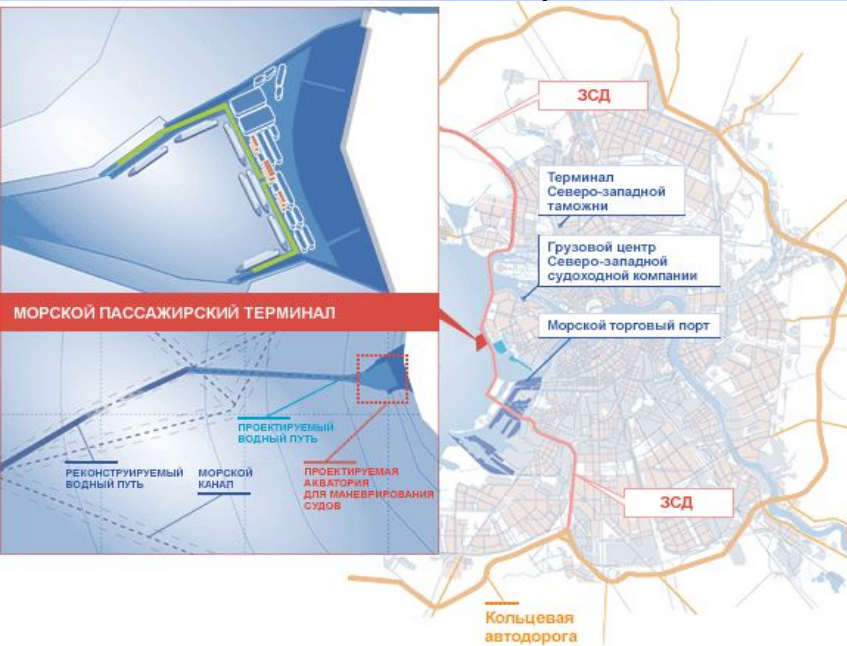 МОРСКОЙ ПАССАЖИРСКИЙ ТЕРМИНАЛ
ПРОЕКТИРУЕМЫЙ
ВОДНЫЙ ПУТЬ
РЕКОНСТРУИРУЕМЫЙ
ВОДНЫЙ ПУТЬ
МОРСКОЙ
КАНАЛ
ПРОЕКТИРУЕМАЯ
АКВАТОРИЯ
ДЛЯ МАНЕВРИРОВАНИЯ
СУДОВ
ЗСД
Терминал
Северо-западной
таможни
Грузовой центр
Северо-западной
судоходной компании
Морской торговый порт
ЗСД
Кольцевая
автодорога